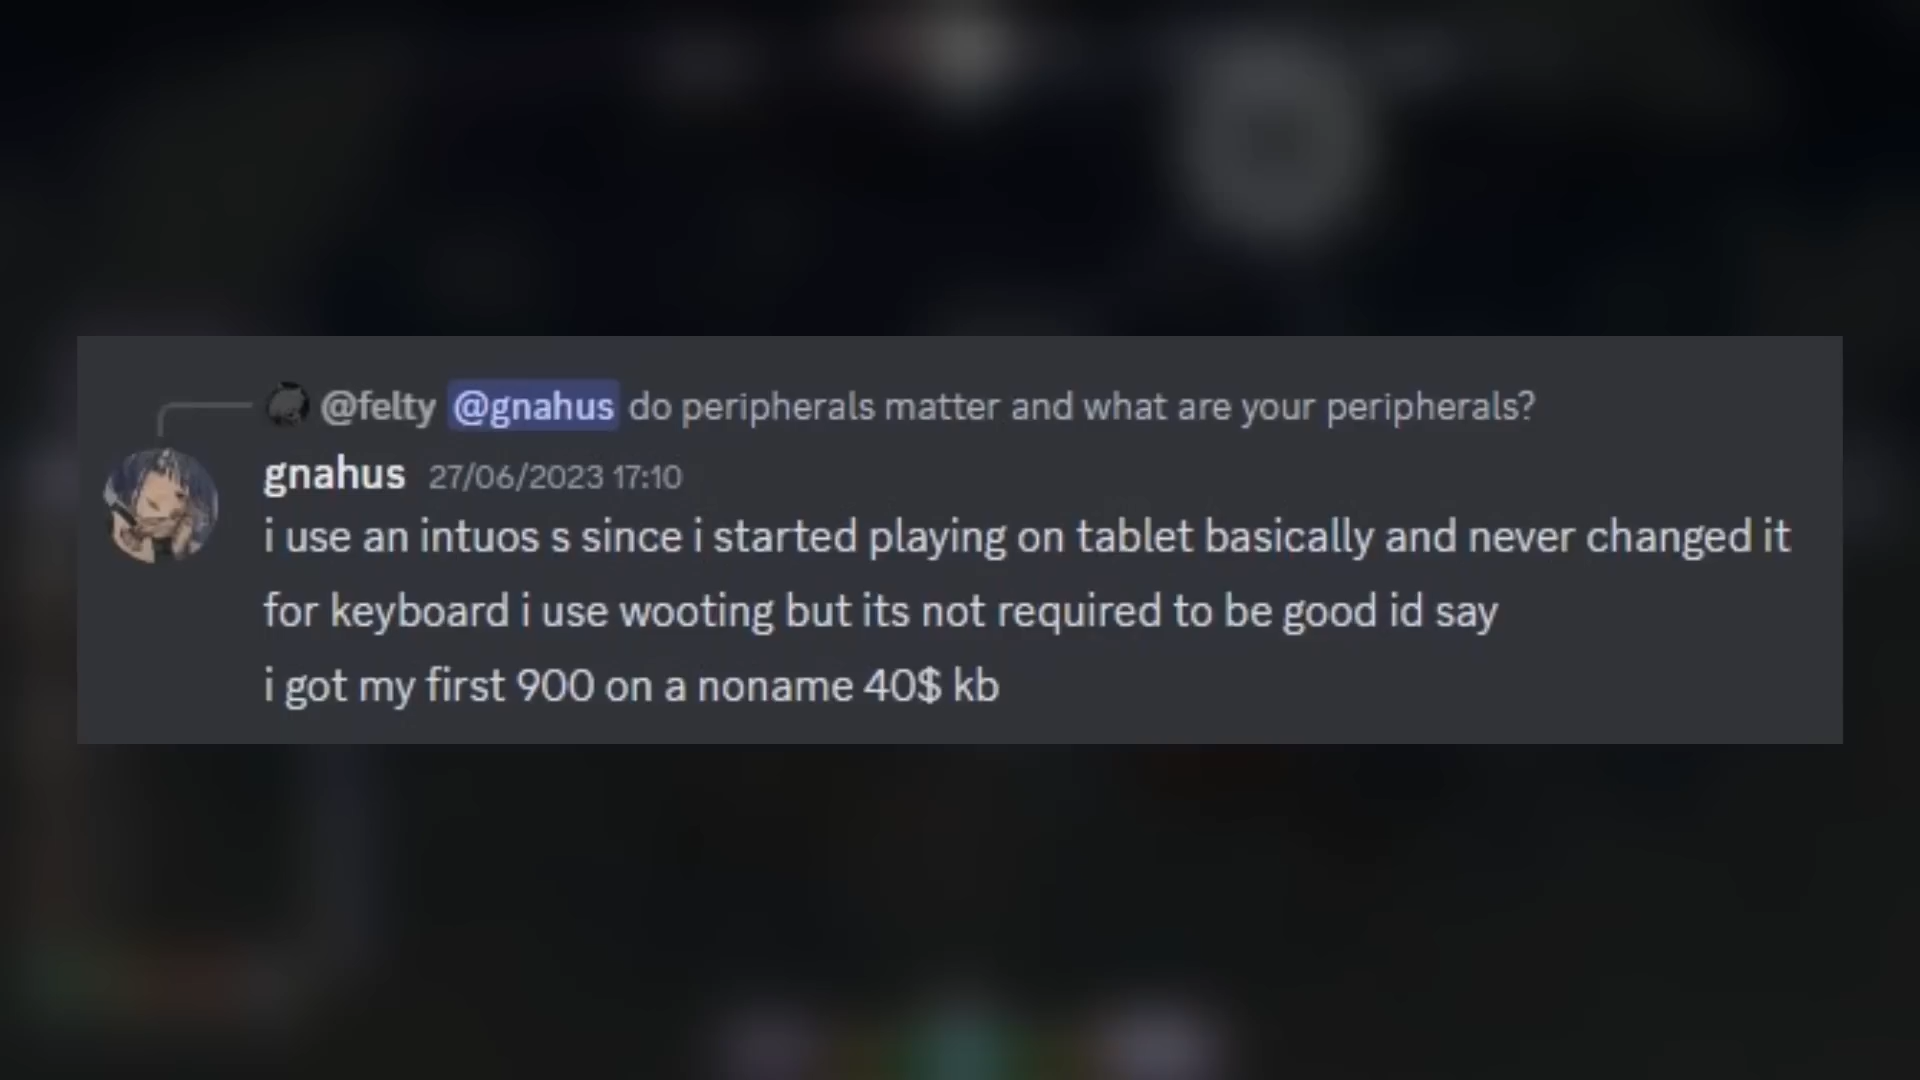 @felty @gnahus do peripherals matter and what are your peripherals?
gnahus 27/06/2023 17:10
i use an intuos s since i started playing on tablet basically and never changed it
for keyboard i use wooting but its not required to be good id say
i got my first 900 on a noname 40$ kb